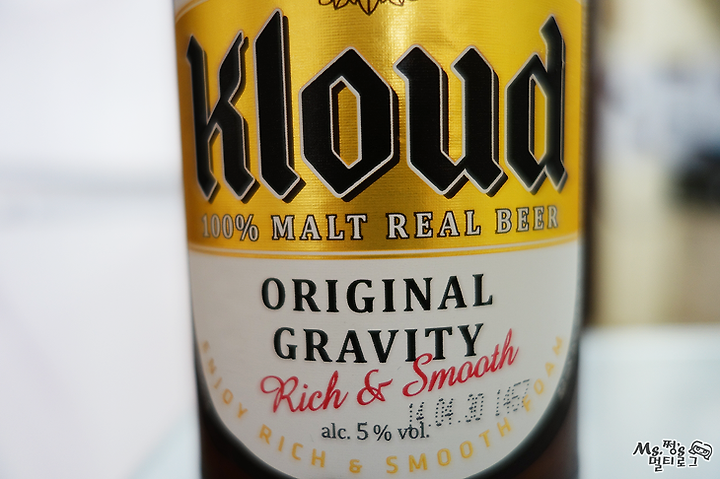 Kloud
100% MALT REAL BEER
ORIGINAL
GRAVITY
Rich & Smooth
14.04.30 1457
alc. 5% vol.
ENJOY RICH & SMOOTH FOAM
Ms.쩡's
멀티로그